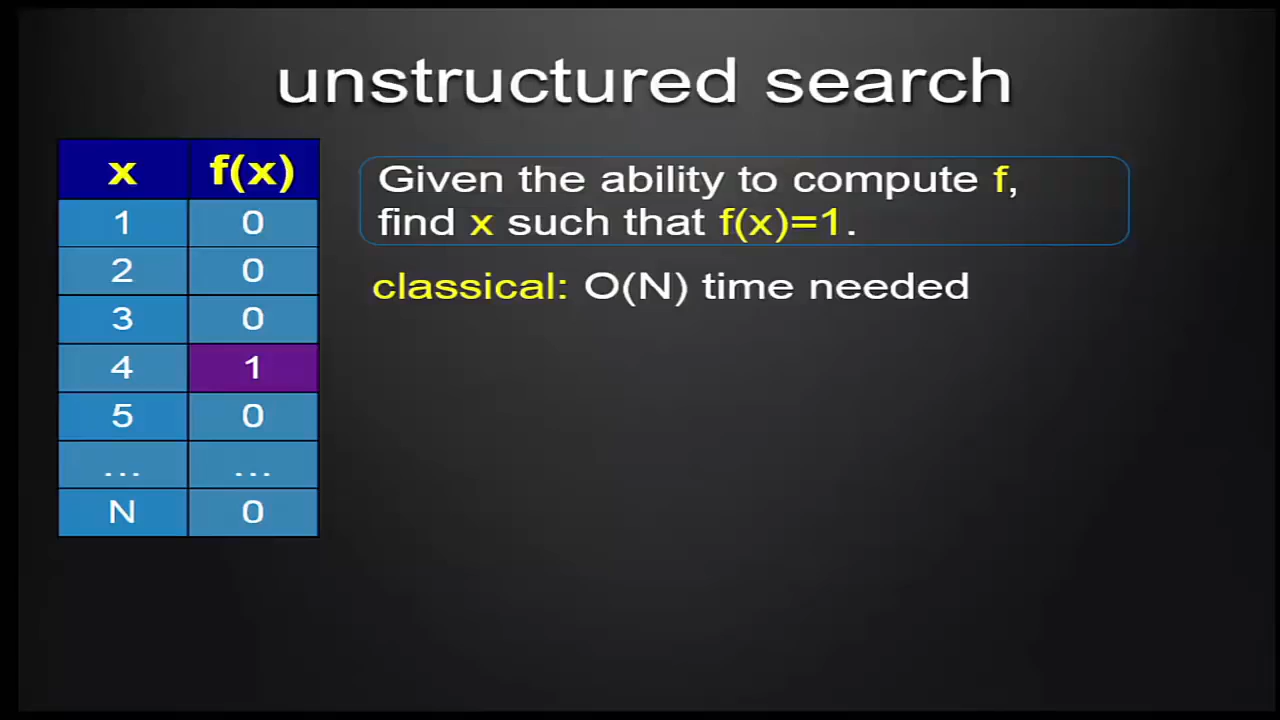 unstructured search
x f(x)
1 0
2 0
3 0
4 1
5 0
... ...
N 0
Given the ability to compute f,
find x such that f(x)=1.
classical: O(N) time needed